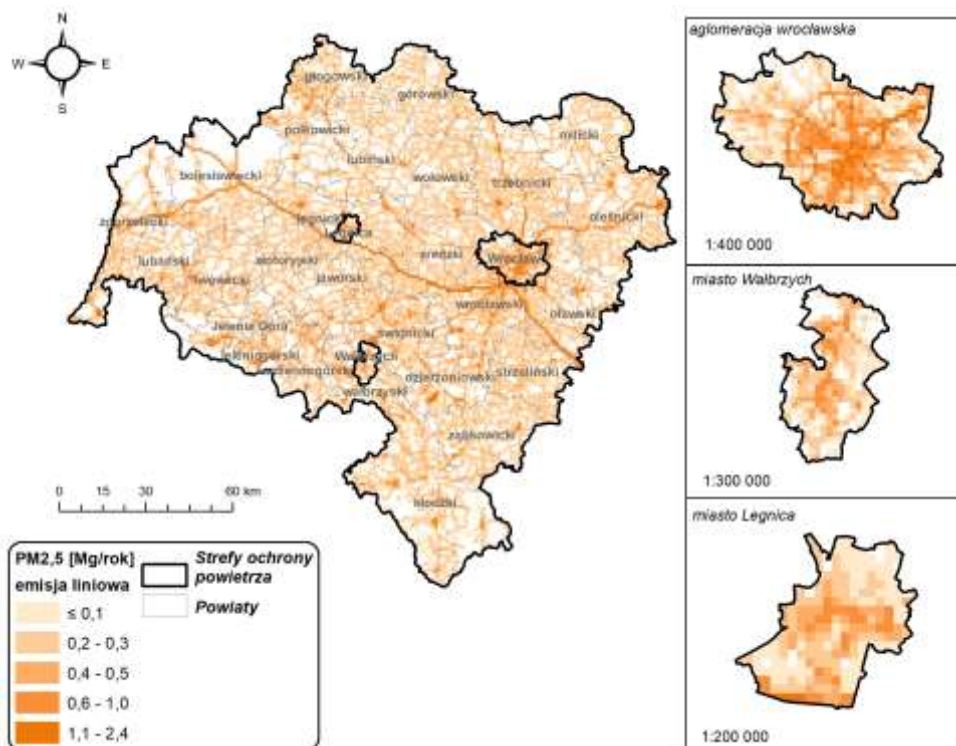 N
W E
S
głogowski
górowski
polkowicki
milicki
lubiński
wołowski
trzebnicki
bolesławiecki
oleśnicki
zgorzelecki
legnicki
Legnica
średzki
Wrocław
lubański
złotoryjski
jaworski
lwówecki
wrocławski
oławski
Jelenia Góra
świdnicki
jeleniogórski
Wałbrzych
kamiennogórski
dzierżoniowski
strzeliński
wałbrzyski
ząbkowicki
kłodzki
0 15 30 60 km
PM2,5 [Mg/rok]
emisja liniowa
≤ 0,1
0,2 - 0,3
0,4 - 0,5
0,6 - 1,0
1,1 - 2,4
Strefy ochrony
powietrza
Powiaty
aglomeracja wrocławska
1:400 000
miasto Wałbrzych
1:300 000
miasto Legnica
1:200 000